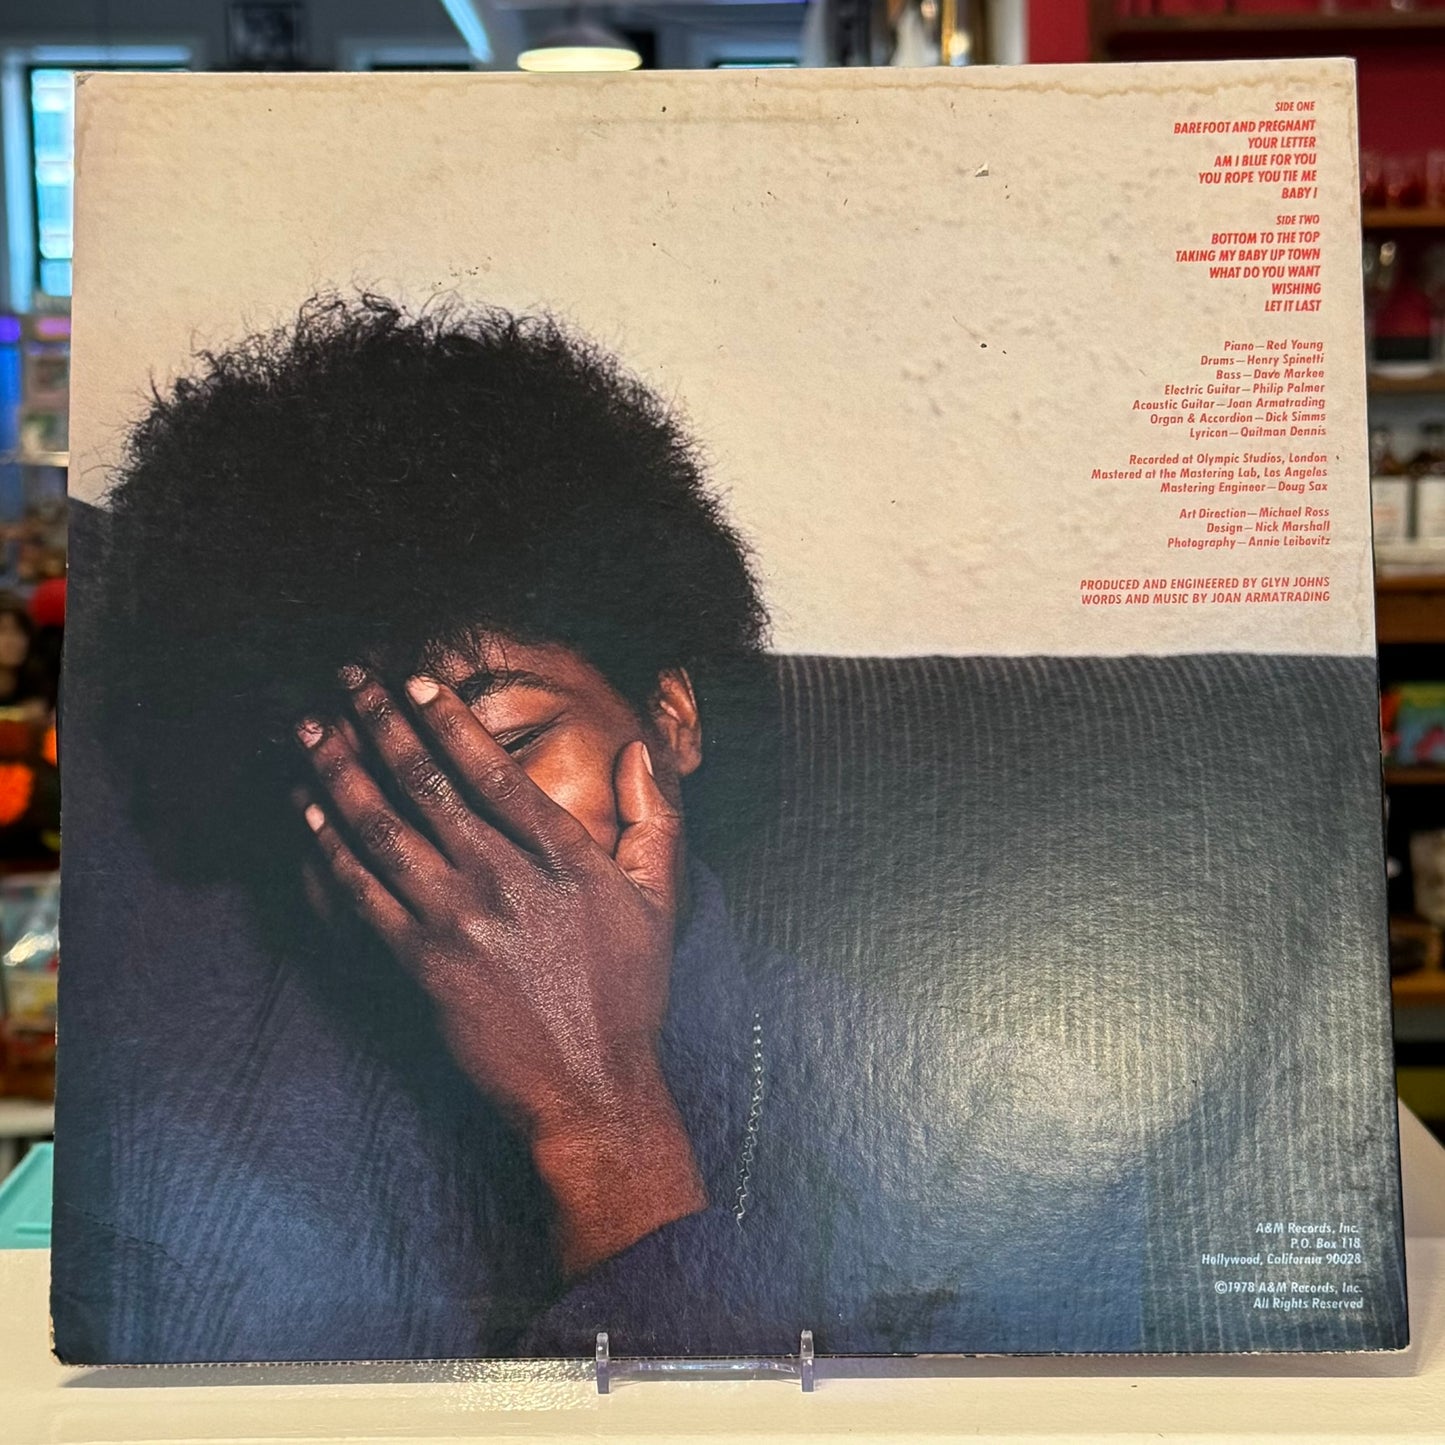 SIDE ONE
BAREFOOT AND PREGNANT
YOUR LETTER
AM I BLUE FOR YOU
YOU ROPE YOU TIE ME
BABY I
SIDE TWO
BOTTOM TO THE TOP
TAKING MY BABY UP TOWN
WHAT DO YOU WANT
WISHING
LET IT LAST
Piano—Red Young
Drums—Henry Spinetti
Bass—Dave Markee
Electric Guitar—Philip Palmer
Acoustic Guitar—Joan Armatrading
Organ & Accordion—Dick Simms
Lyricon—Quitman Dennis
Recorded at Olympic Studios, London
Mastered at the Mastering Lab, Los Angeles
Mastering Engineer—Doug Sax
Art Direction—Michael Ross
Design—Nick Marshall
Photography—Annie Leibovitz
PRODUCED AND ENGINEERED BY GLYN JOHNS
WORDS AND MUSIC BY JOAN ARMATRADING
A&M Records, Inc.
P.O. Box 118
Hollywood, California 90028
©1978 A&M Records, Inc.
All Rights Reserved